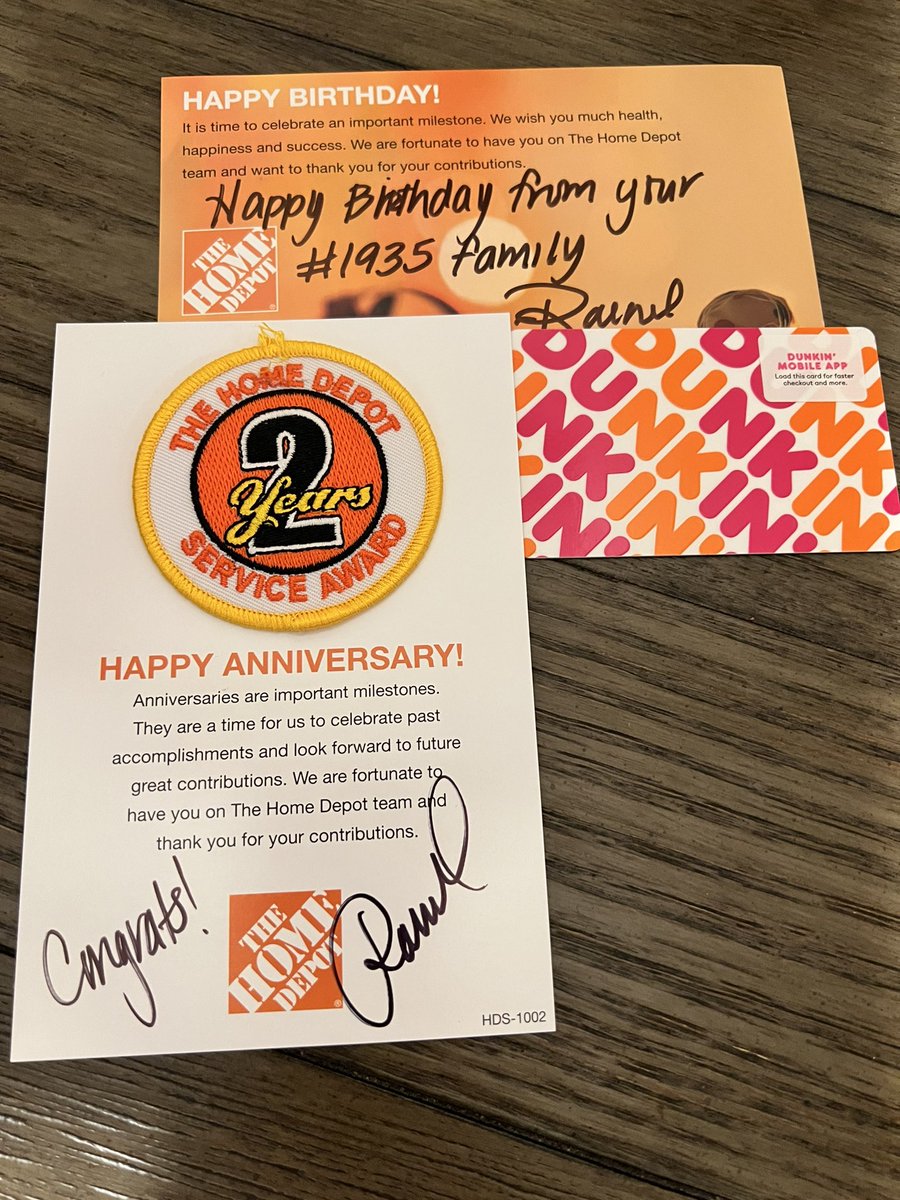 HAPPY BIRTHDAY!
It is time to celebrate an important milestone. We wish you much health,
happiness and success. We are fortunate to have you on The Home Depot
team and want to thank you for your contributions.
Happy Birthday from your
#1935 family
THE
HOME
DEPOT
DUNKIN'
MOBILE APP
Load this card for faster
checkout and more.
DUNKIN'
DUNKIN'
DUNKIN'
THE HOME DEPOT
2
Years
SERVICE AWARD
HAPPY ANNIVERSARY!
Anniversaries are important milestones.
They are a time for us to celebrate past
accomplishments and look forward to future
great contributions. We are fortunate to
have you on The Home Depot team and
thank you for your contributions.
Congrats!
THE
HOME
DEPOT
HDS-1002